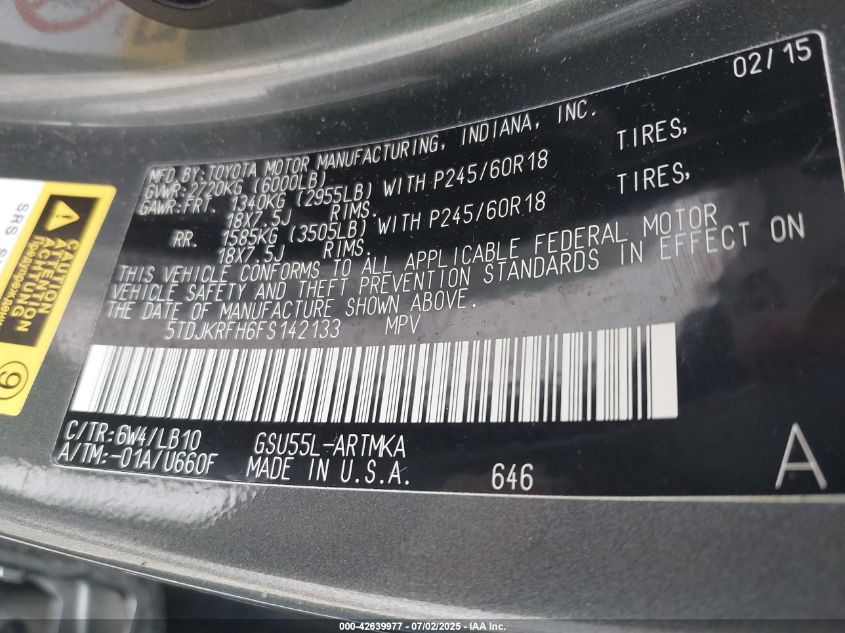 02/15
MFD.BY:TOYOTA MOTOR MANUFACTURING, INDIANA, INC.
GVWR:2720KG (6000LB)
GAWR:FRT. 1340KG (2955LB) WITH P245/60R18 TIRES,
18X7.5J RIMS.
RR. 1585KG (3505LB) WITH P245/60R18 TIRES,
18X7.5J RIMS.
THIS VEHICLE CONFORMS TO ALL APPLICABLE FEDERAL MOTOR
VEHICLE SAFETY AND THEFT PREVENTION STANDARDS IN EFFECT ON
THE DATE OF MANUFACTURE SHOWN ABOVE.
5TDJKRFH6FS142133 MPV
C/TR:6W4/LB10 GSU55L-ARTMKA
A/TM:-01A/U660F MADE IN U.S.A. 646
A
SRS
CAUTION
ACHTUNG
ATTENTION
9
000-42639977 - 07/02/2025 - IAA Inc.